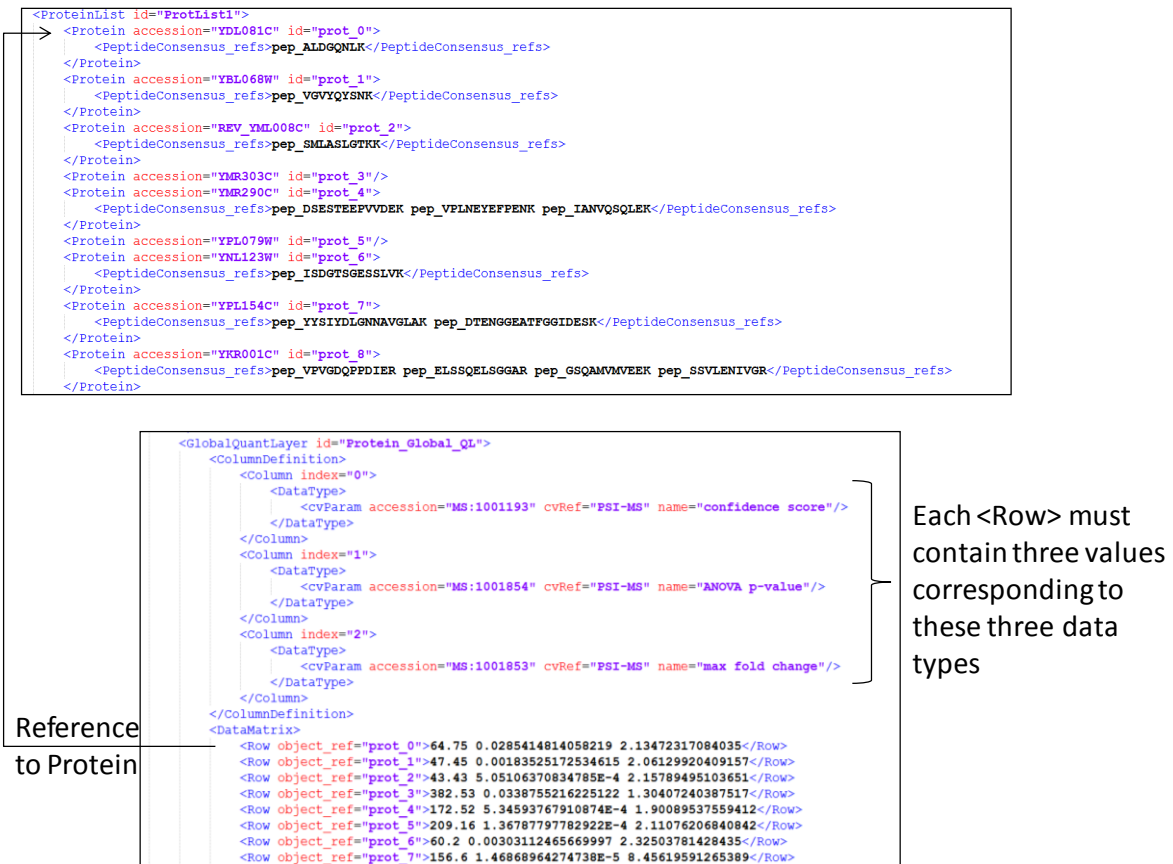 <ProteinList id="ProtList1">
<Protein accession="YDL081C" id="prot_0">
<PeptideConsensus_refs>pep_ALDGQNLK</PeptideConsensus_refs>
</Protein>
<Protein accession="YBL068W" id="prot_1">
<PeptideConsensus_refs>pep_VGVYQYSNK</PeptideConsensus_refs>
</Protein>
<Protein accession="REV_YML008C" id="prot_2">
<PeptideConsensus_refs>pep_SMLASLGTKK</PeptideConsensus_refs>
</Protein>
<Protein accession="YMR303C" id="prot_3"/>
<Protein accession="YMR290C" id="prot_4">
<PeptideConsensus_refs>pep_DSESTEEPVVDEK pep_VPLNEYEFPENK pep_IANVQSQLEK</PeptideConsensus_refs>
</Protein>
<Protein accession="YPL079W" id="prot_5"/>
<Protein accession="YNL123W" id="prot_6">
<PeptideConsensus_refs>pep_ISDGTSGESSLVK</PeptideConsensus_refs>
</Protein>
<Protein accession="YPL154C" id="prot_7">
<PeptideConsensus_refs>pep_YYSIYDLGNNAVGLAK pep_DTENGGEATFGGIDESK</PeptideConsensus_refs>
</Protein>
<Protein accession="YKR001C" id="prot_8">
<PeptideConsensus_refs>pep_VPVGDQPPDIER pep_ELSSQELSGGAR pep_GSQAMVMVEEK pep_SSVLENIVGR</PeptideConsensus_refs>
</Protein>
<GlobalQuantLayer id="Protein_Global_QL">
<ColumnDefinition>
<Column index="0">
<DataType>
<cvParam accession="MS:1001193" cvRef="PSI-MS" name="confidence score"/>
</DataType>
</Column>
<Column index="1">
<DataType>
<cvParam accession="MS:1001854" cvRef="PSI-MS" name="ANOVA p-value"/>
</DataType>
</Column>
<Column index="2">
<DataType>
<cvParam accession="MS:1001853" cvRef="PSI-MS" name="max fold change"/>
</DataType>
</Column>
</ColumnDefinition>
<DataMatrix>
<Row object_ref="prot_0">64.75 0.0285414814058219 2.13472317084035</Row>
<Row object_ref="prot_1">47.45 0.00183525172534615 2.06129920409157</Row>
<Row object_ref="prot_2">43.43 5.05106370834785E-4 2.15789495103651</Row>
<Row object_ref="prot_3">382.53 0.0338755216225122 1.30407240387517</Row>
<Row object_ref="prot_4">172.52 5.34593767910874E-4 1.90089537559412</Row>
<Row object_ref="prot_5">209.16 1.36787797782922E-4 2.11076206840842</Row>
<Row object_ref="prot_6">60.2 0.00303112465669997 2.32503781428435</Row>
<Row object_ref="prot_7">156.6 1.46868964274738E-5 8.45619591265389</Row>
Each <Row> must
contain three values
corresponding to
these three data
types
Reference
to Protein